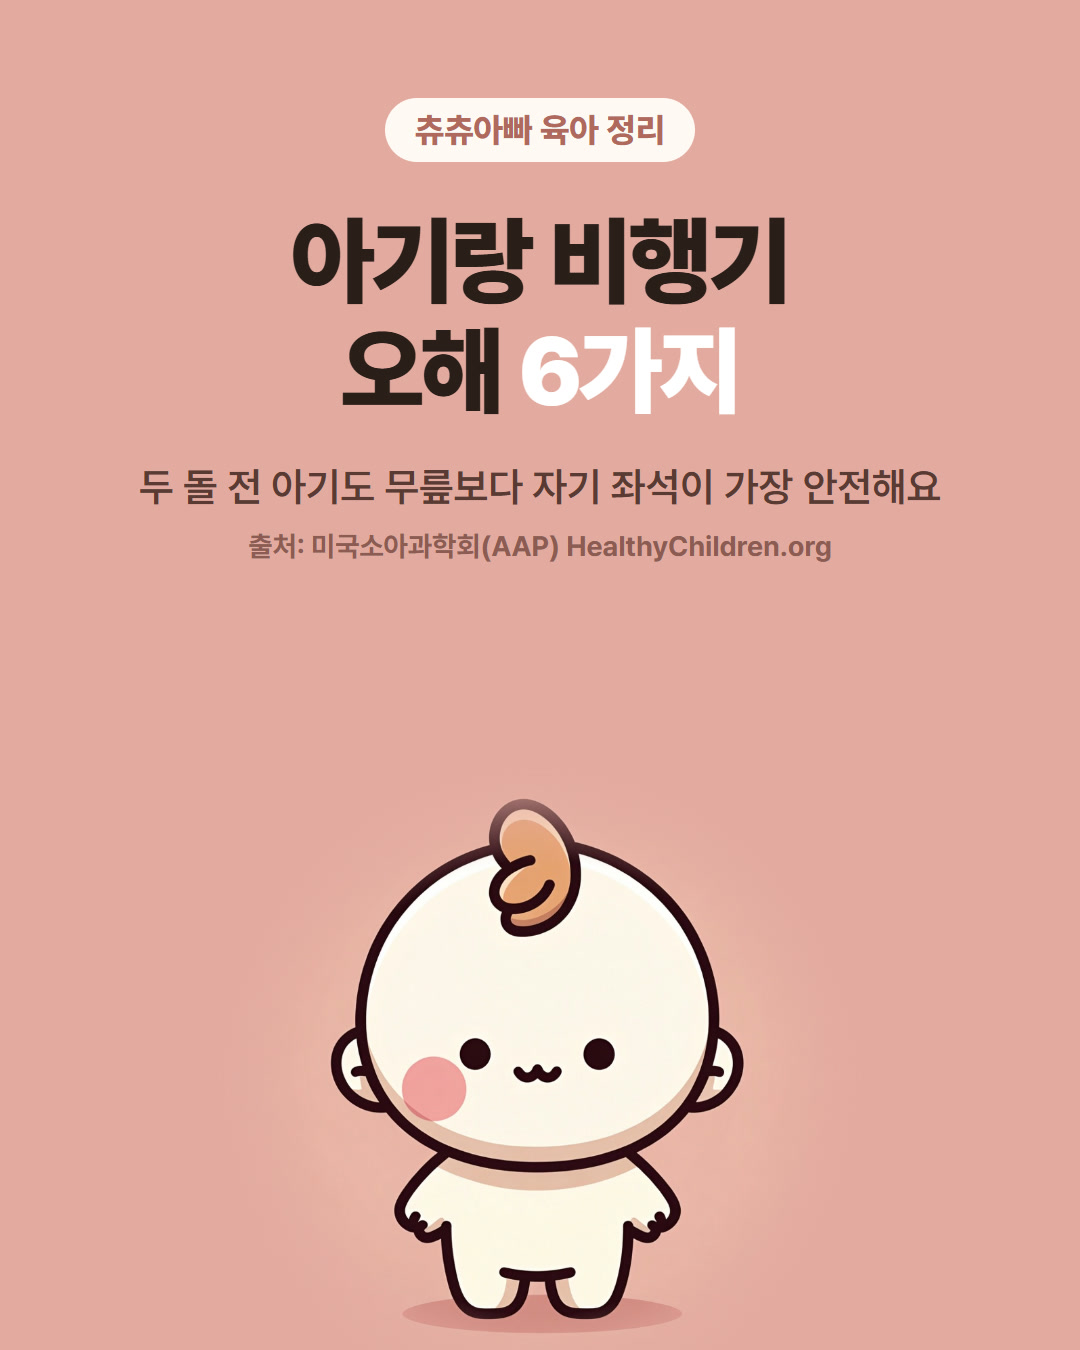 츄츄아빠 육아 정리
아기랑 비행기
오해 6가지
두 돌 전 아기도 무릎보다 자기 좌석이 가장 안전해요
출처: 미국소아과학회(AAP) HealthyChildren.org